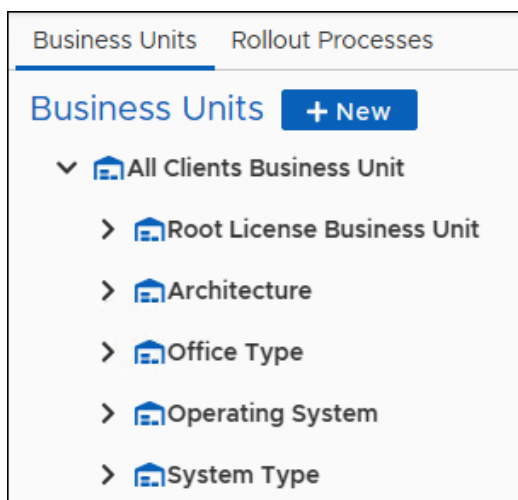 Business Units Rollout Processes
Business Units + New
All Clients Business Unit
Root License Business Unit
Architecture
Office Type
Operating System
System Type